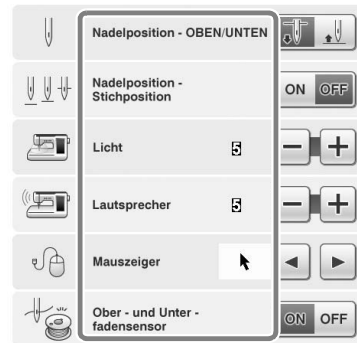 Nadelposition - OBEN/UNTEN
Nadelposition -
Stichposition
ON OFF
Licht 5
Lautsprecher 5
Mauszeiger
Ober - und Unter -
fadensensor
ON OFF